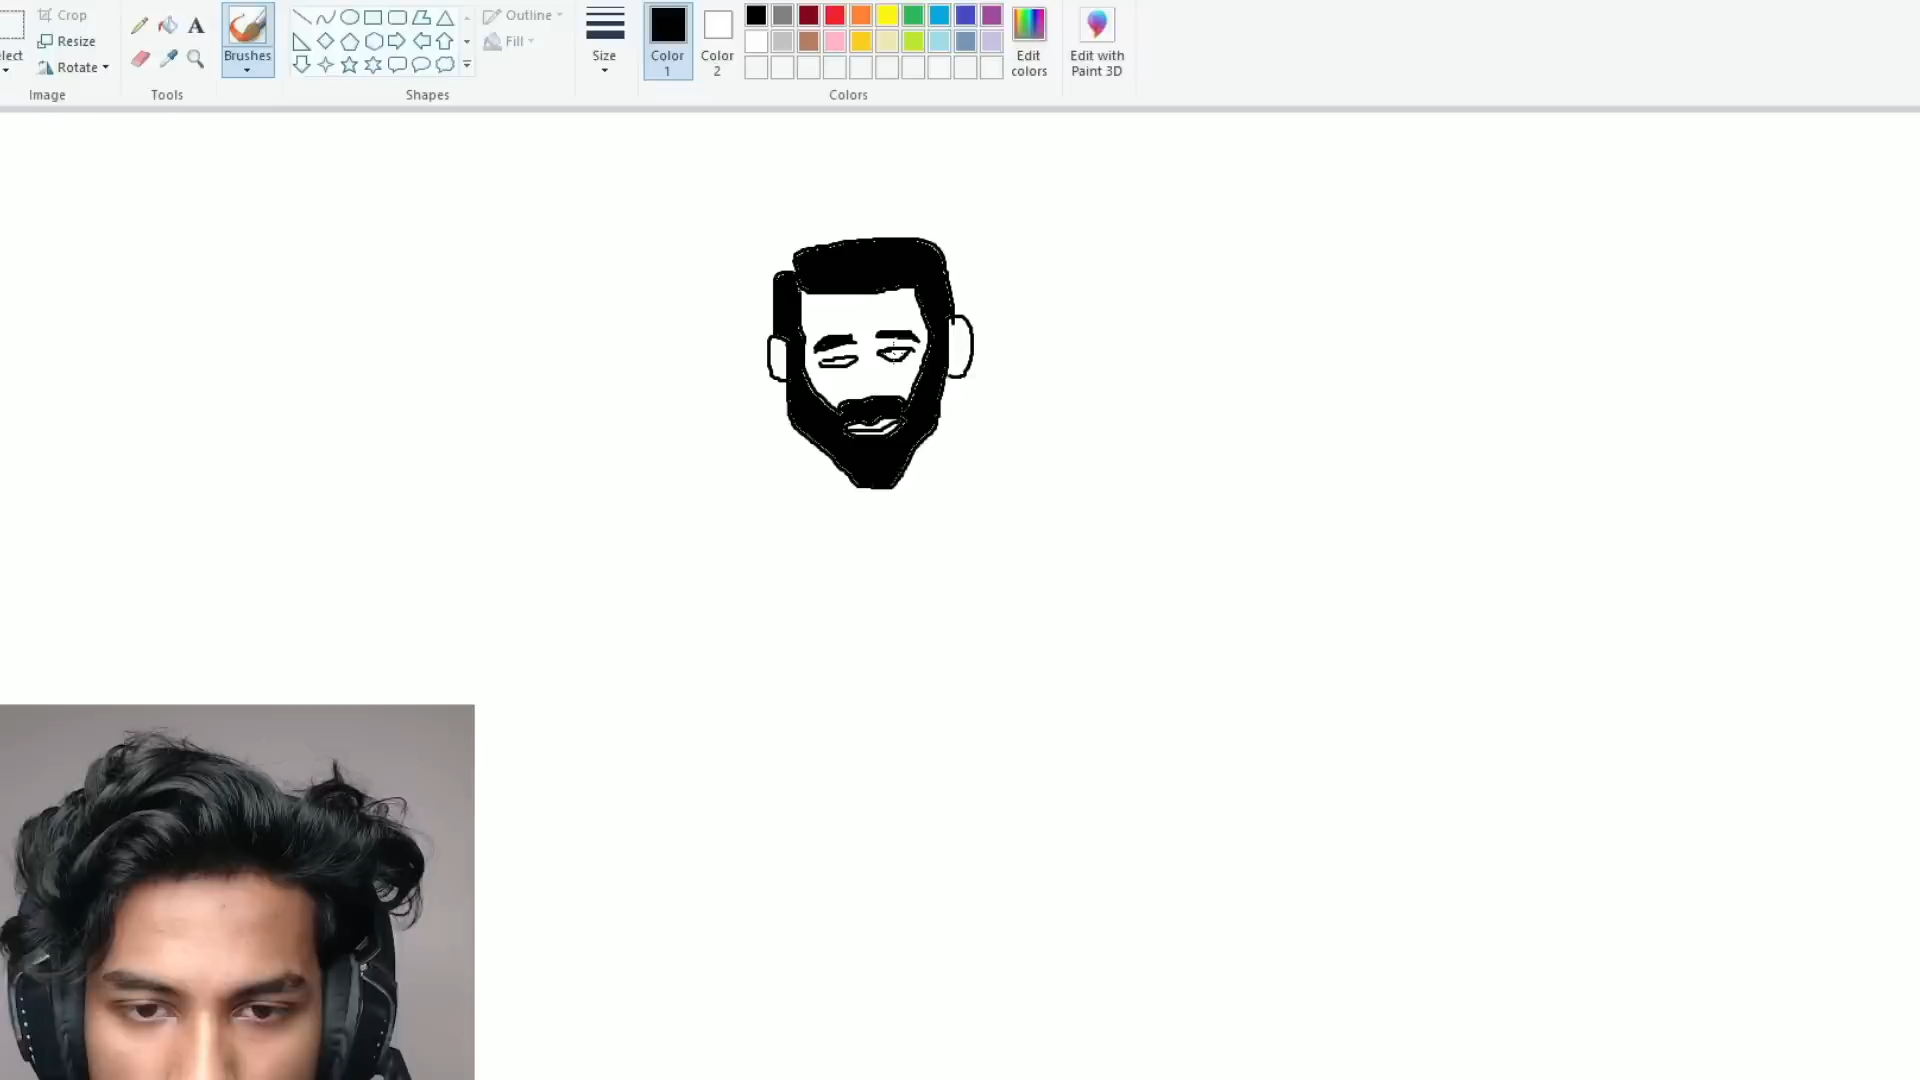 Crop
Outline
lect
Resize
Fill
Rotate
Brushes
Size
Color
1
Color
2
Edit
colors
Edit with
Paint 3D
Image
Tools
Shapes
Colors